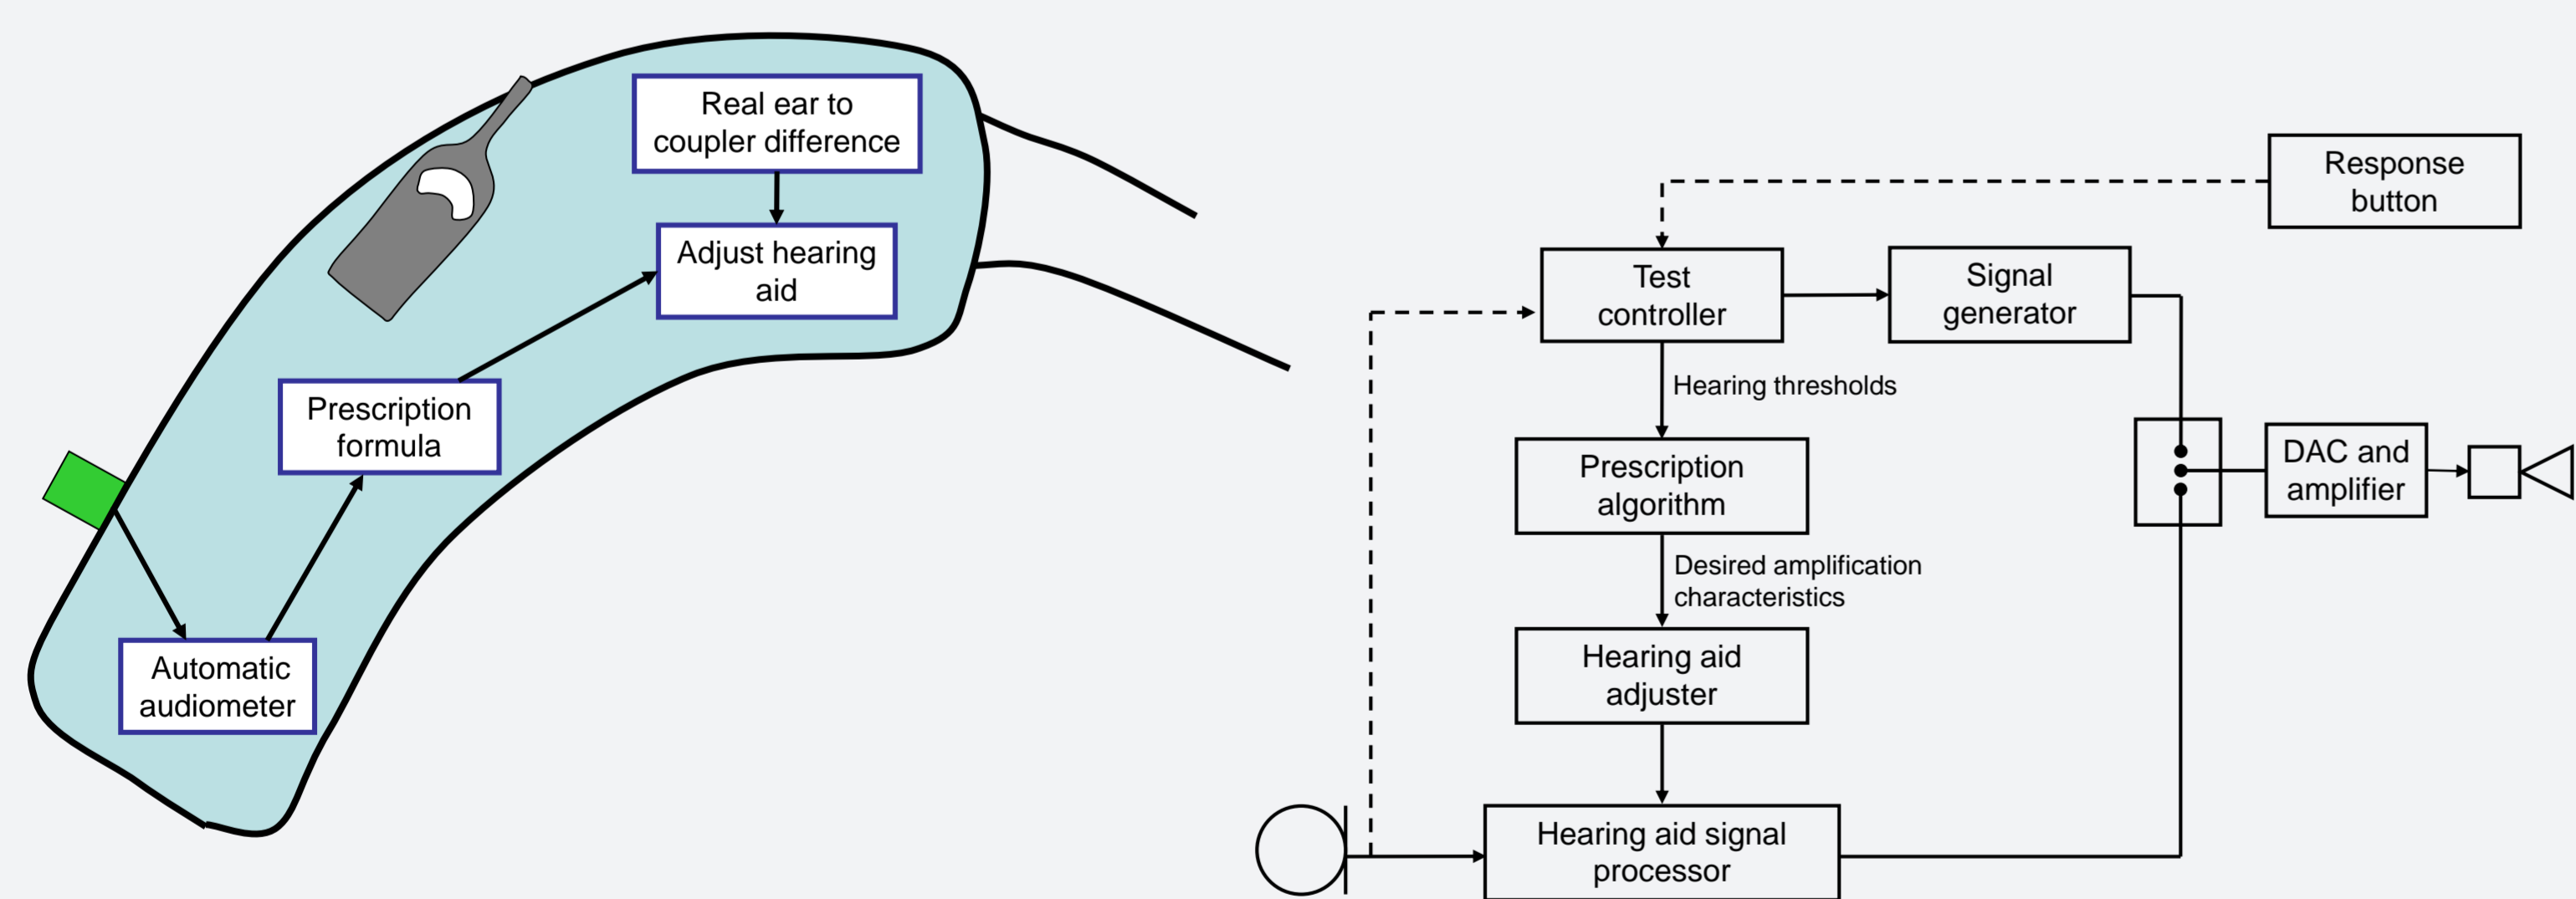 Real ear to
coupler difference
Adjust hearing
aid
Prescription
formula
Automatic
audiometer
Response
button
Test
controller
Signal
generator
Hearing thresholds
Prescription
algorithm
DAC and
amplifier
Desired amplification
characteristics
Hearing aid
adjuster
Hearing aid signal
processor